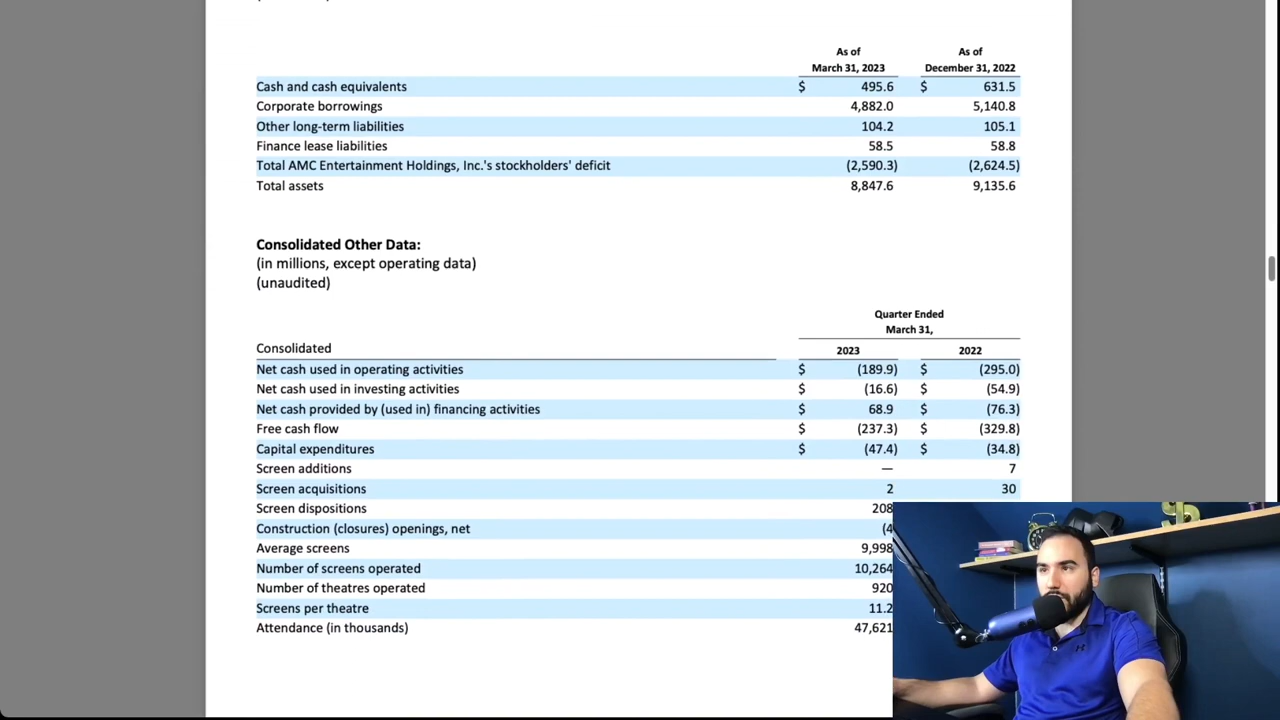 As of As of
March 31, 2023 December 31, 2022
Cash and cash equivalents $ 495.6 $ 631.5
Corporate borrowings 4,882.0 5,140.8
Other long-term liabilities 104.2 105.1
Finance lease liabilities 58.5 58.8
Total AMC Entertainment Holdings, Inc.'s stockholders' deficit (2,590.3) (2,624.5)
Total assets 8,847.6 9,135.6
Consolidated Other Data:
(in millions, except operating data)
(unaudited)
Quarter Ended
March 31,
Consolidated 2023 2022
Net cash used in operating activities $ (189.9) $ (295.0)
Net cash used in investing activities $ (16.6) $ (54.9)
Net cash provided by (used in) financing activities $ 68.9 $ (76.3)
Free cash flow $ (237.3) $ (329.8)
Capital expenditures $ (47.4) $ (34.8)
Screen additions — 7
Screen acquisitions 2 30
Screen dispositions 208
Construction (closures) openings, net (4
Average screens 9,998
Number of screens operated 10,264
Number of theatres operated 920
Screens per theatre 11.2
Attendance (in thousands) 47,621